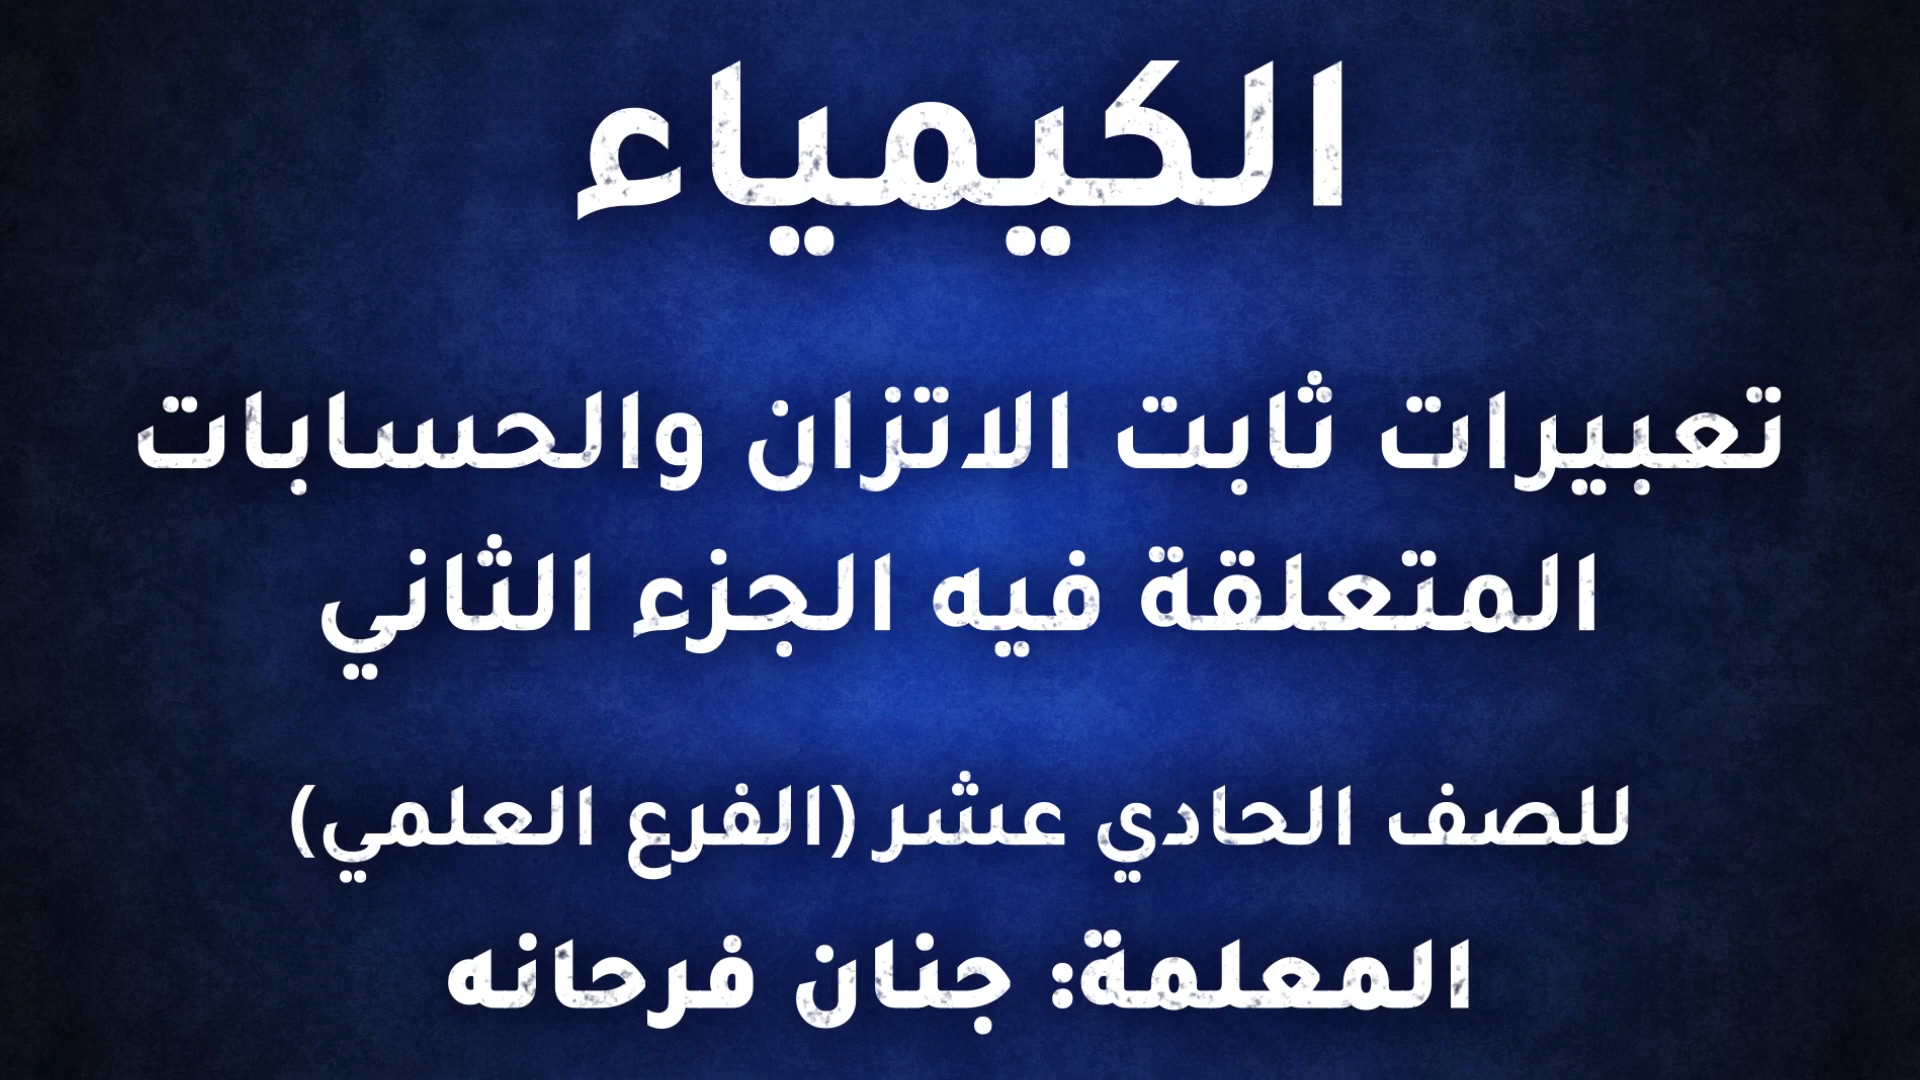 الكيمياء
تعبيرات ثابت الاتزان والحسابات
المتعلقة فيه الجزء الثاني
للصف الحادي عشر (الفرع العلمي)
المعلمة: جنان فرحانه